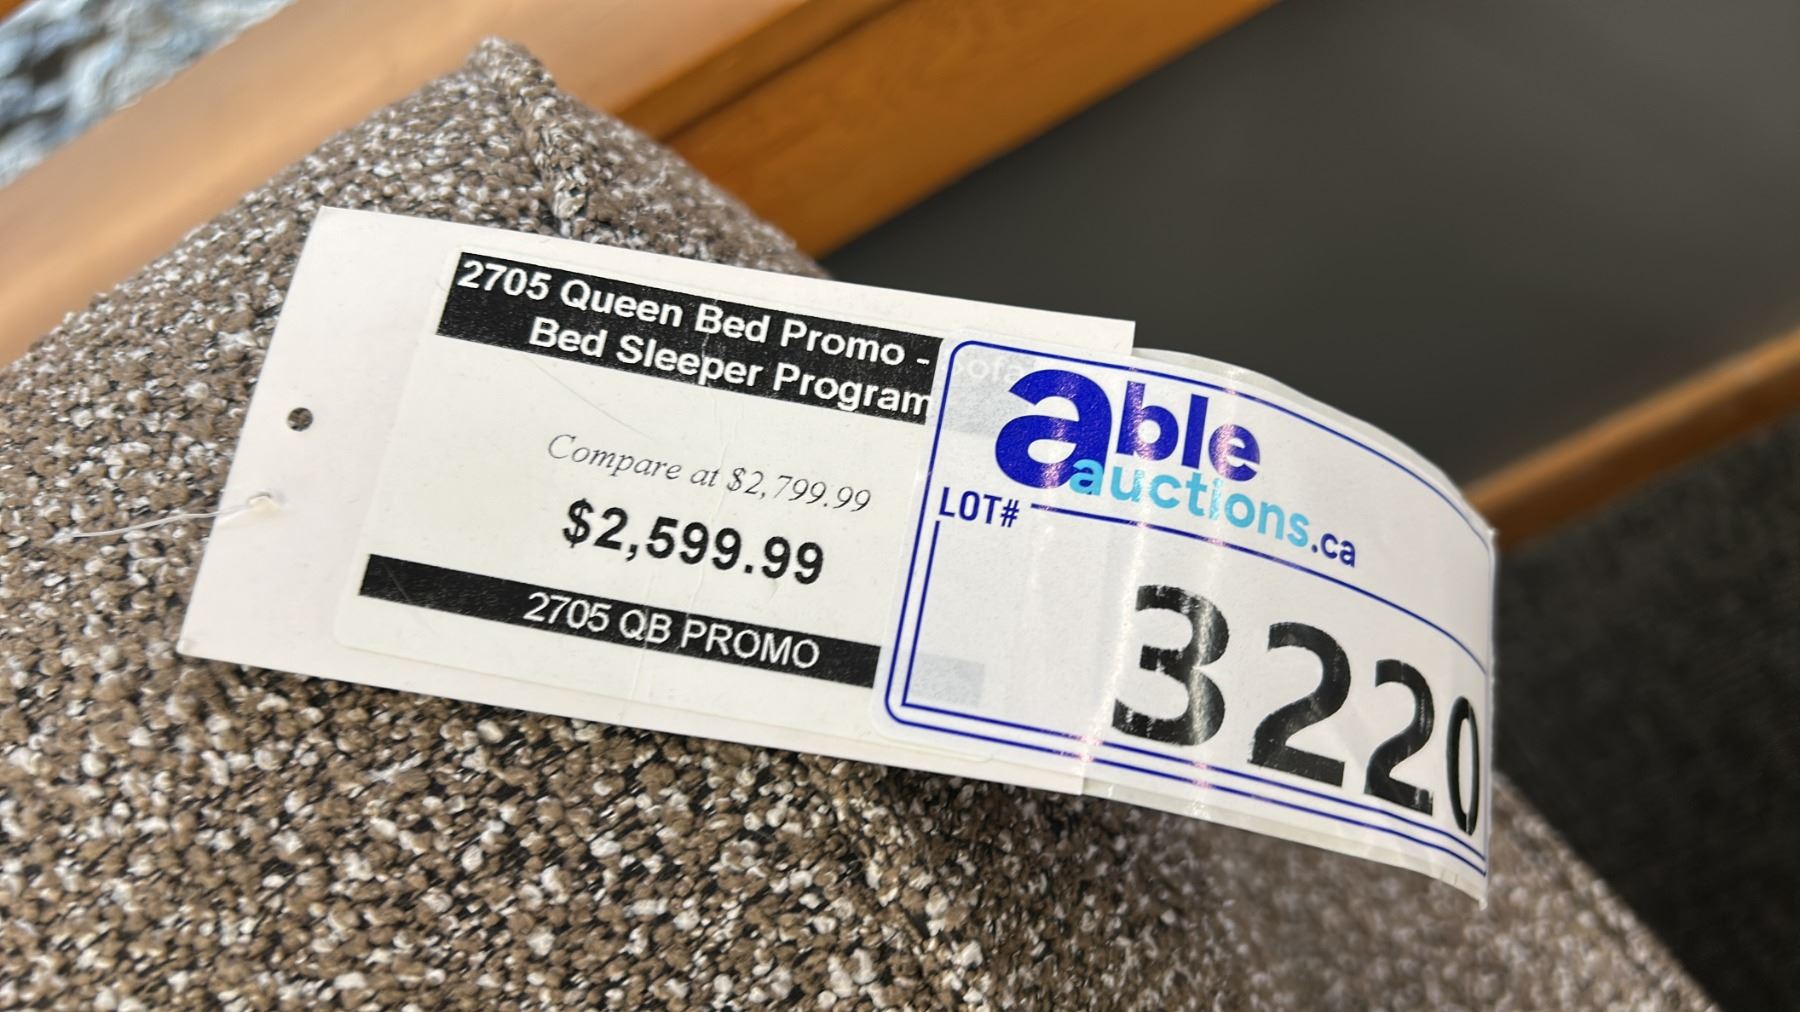 2705 Queen Bed Promo - Sofa
Bed Sleeper Program
Compare at $2,799.99
$2,599.99
2705 QB PROMO
able
auctions.ca
LOT#
3220